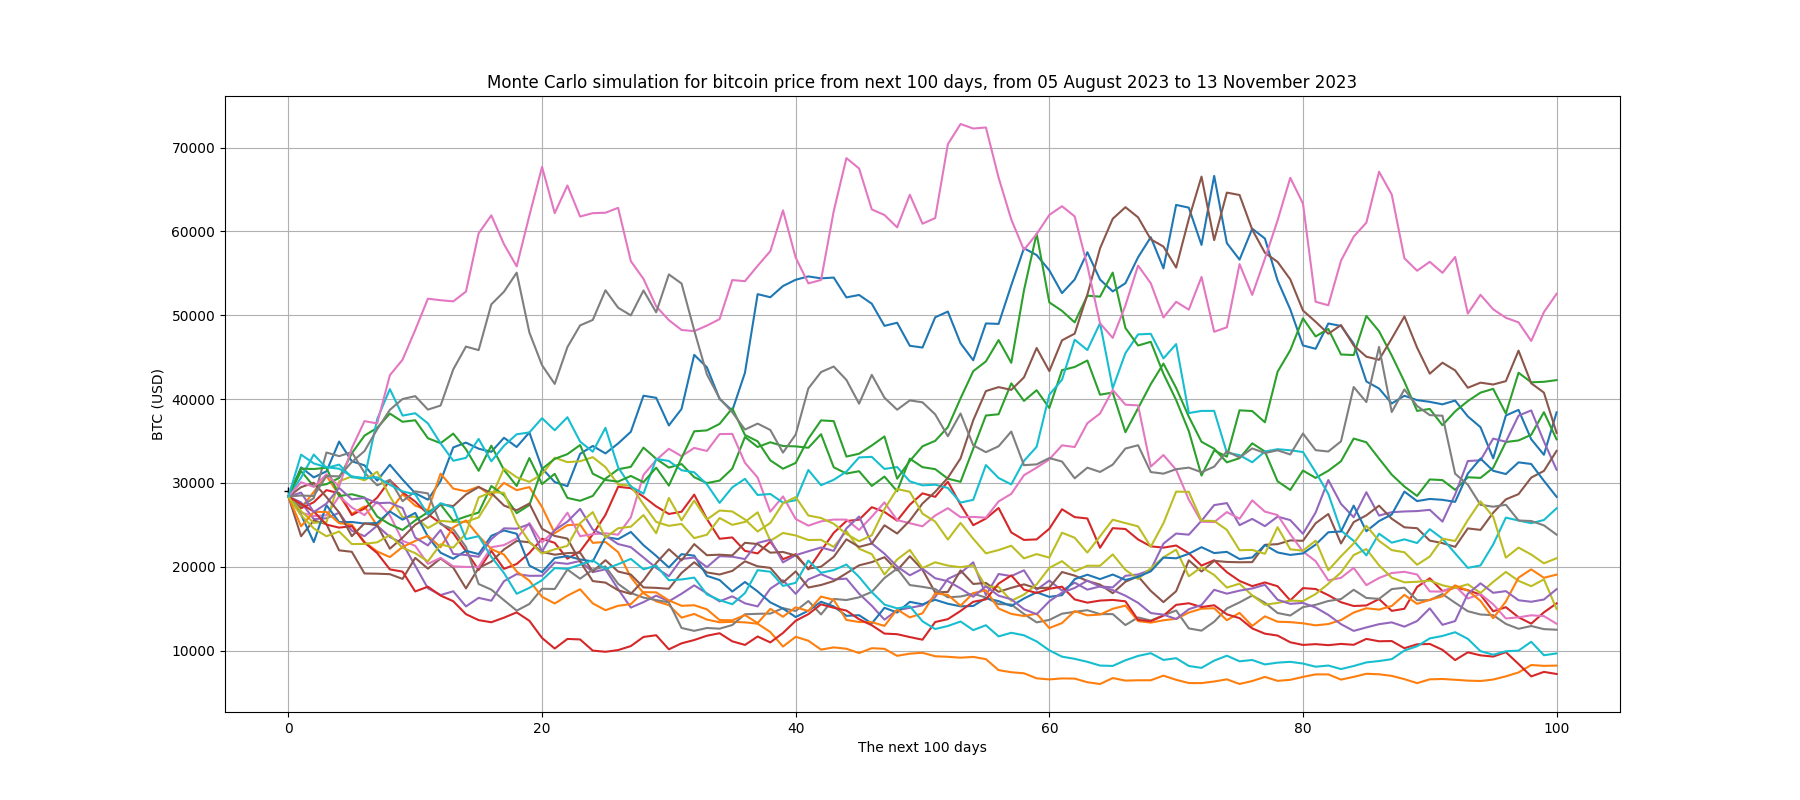 Monte Carlo simulation for bitcoin price from next 100 days, from 05 August 2023 to 13 November 2023
70000
60000
50000
40000
30000
20000
10000
BTC (USD)
0 20 40 60 80 100
The next 100 days